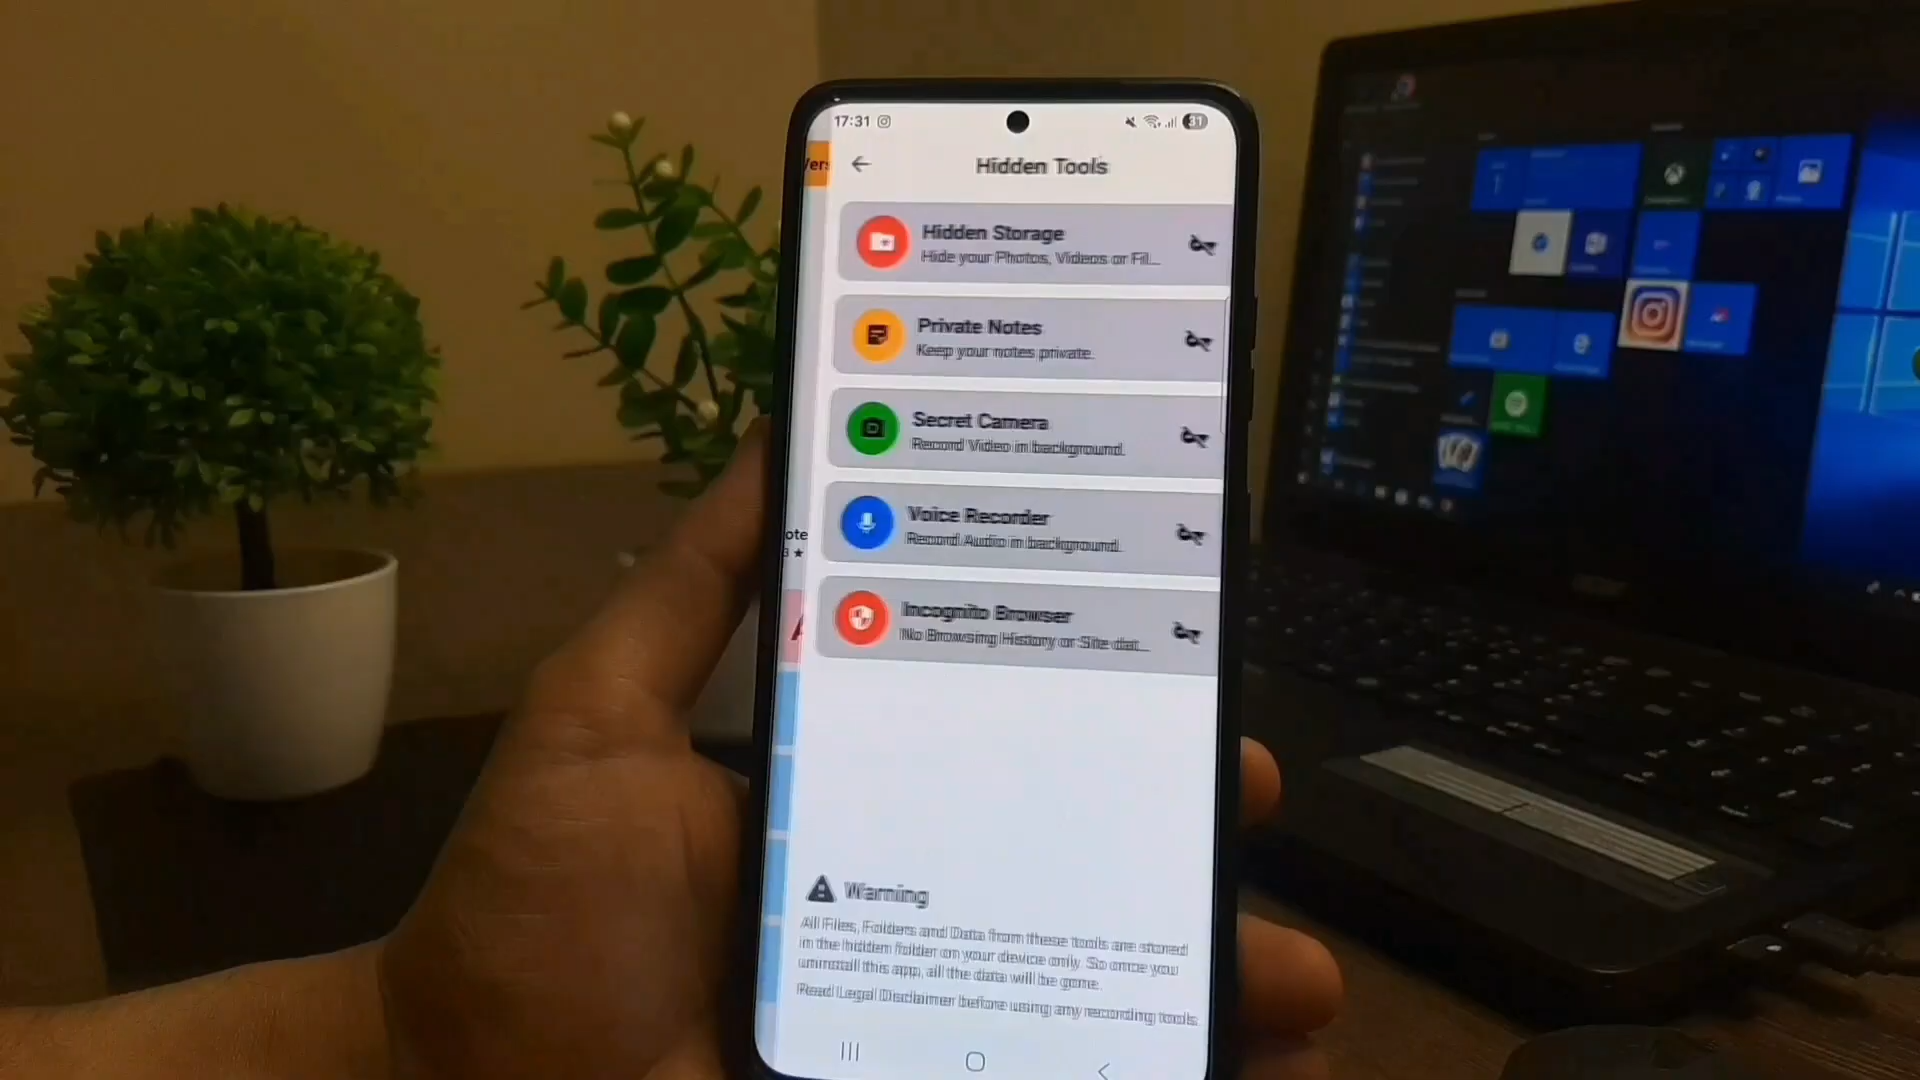 17:31
31
Hidden Tools
Hidden Storage
Hide your Photos, Videos or Fil...
Private Notes
Keep your notes private.
Secret Camera
Record Video in background.
Voice Recorder
Record Audio in background.
Incognito Browser
No Browsing History or Site dat...
Warning
All Files, Folders and Data from these tools are stored
in the hidden folder on your device only. So once you
uninstall this app, all the data will be gone.
Read Legal Disclaimer before using any recording tools.